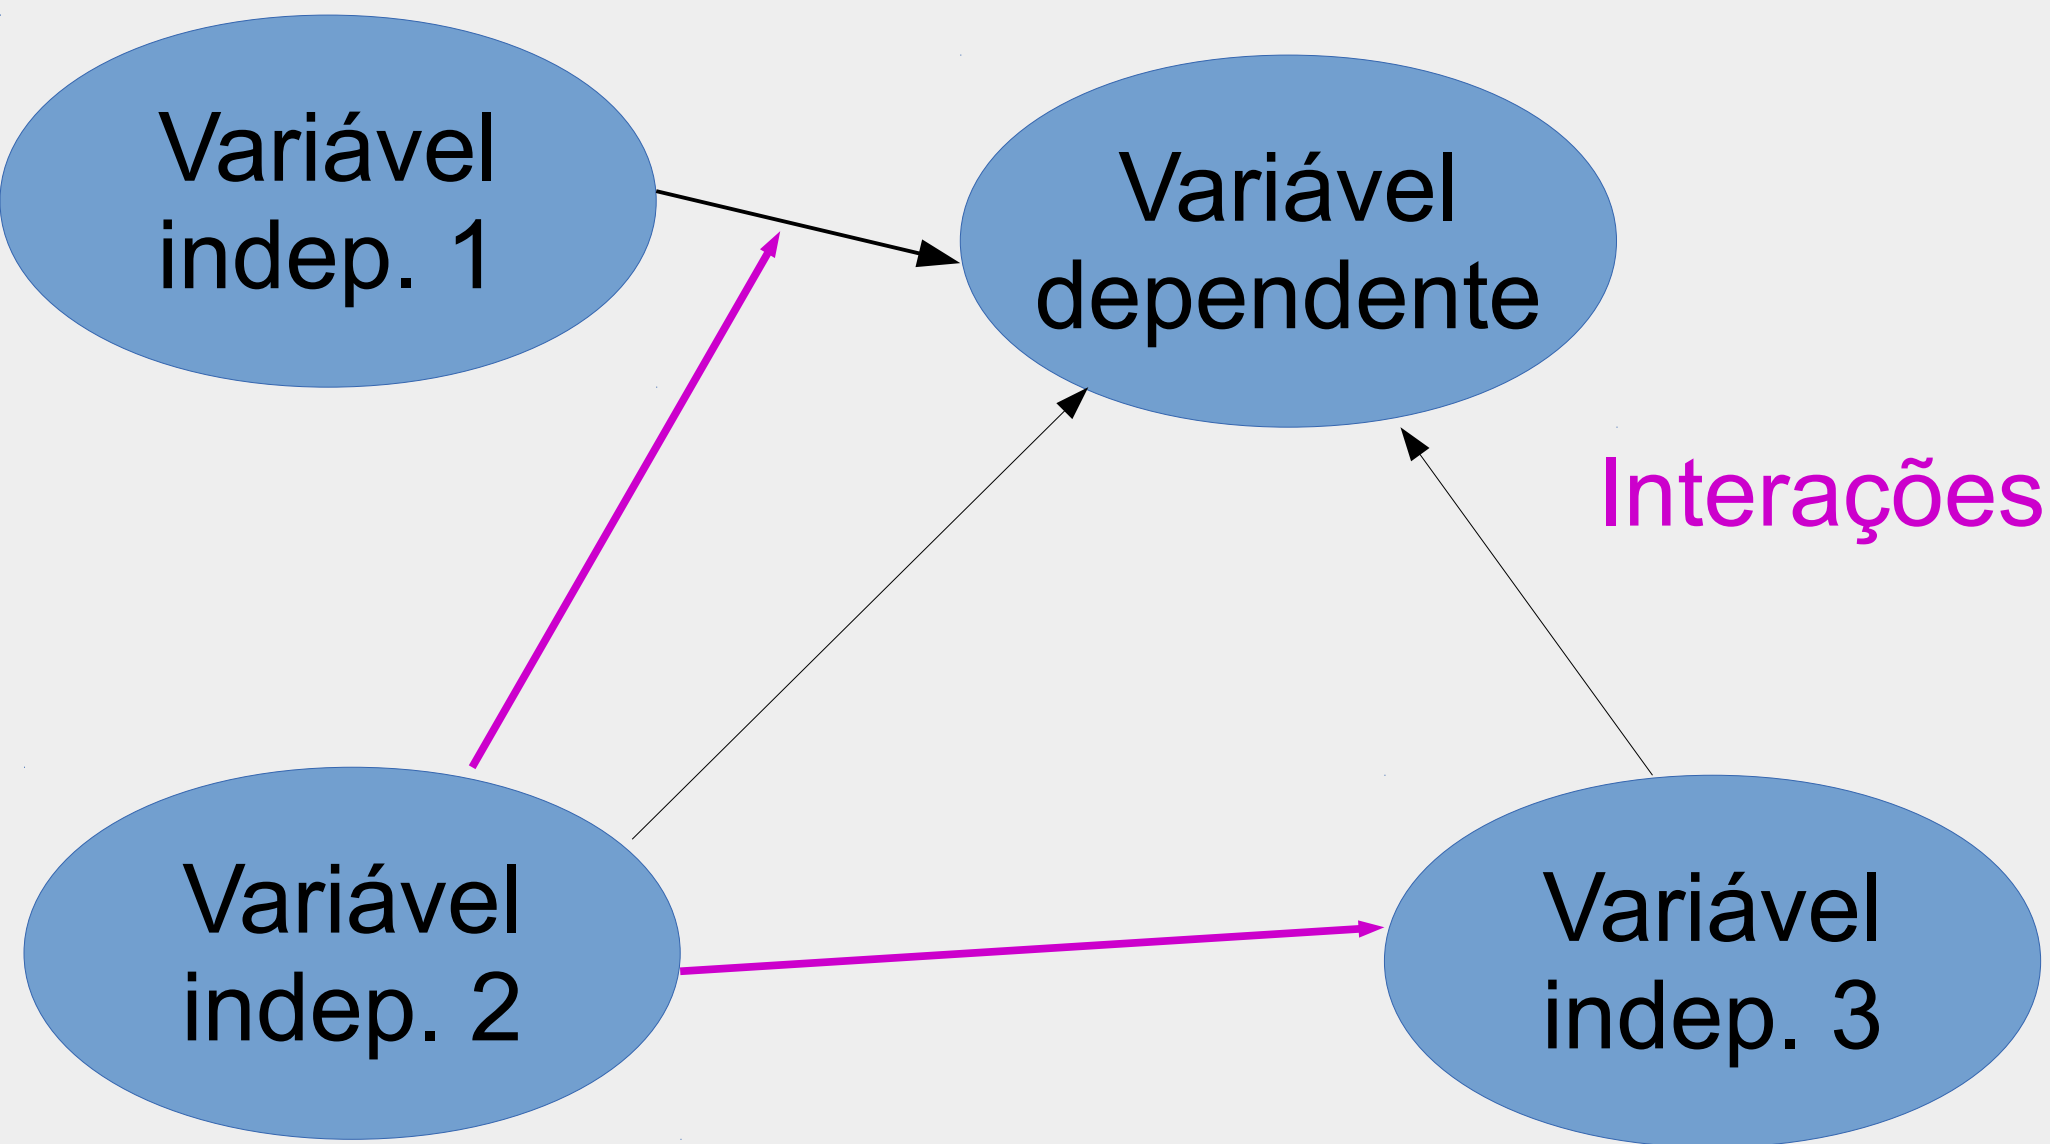 Variável
indep. 1
Variável
dependente
Interações
Variável
indep. 2
Variável
indep. 3